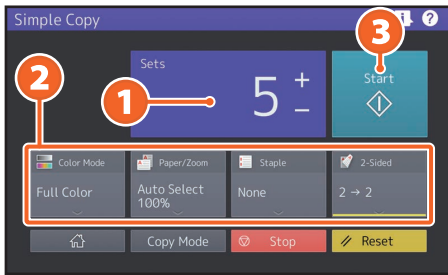 Simple Copy
?
3
2
Sets
Start
1
5 + -
Color Mode
Paper/Zoom
Staple
2-Sided
Full Color
Auto Select
100%
None
2 → 2
Copy Mode
Stop
Reset